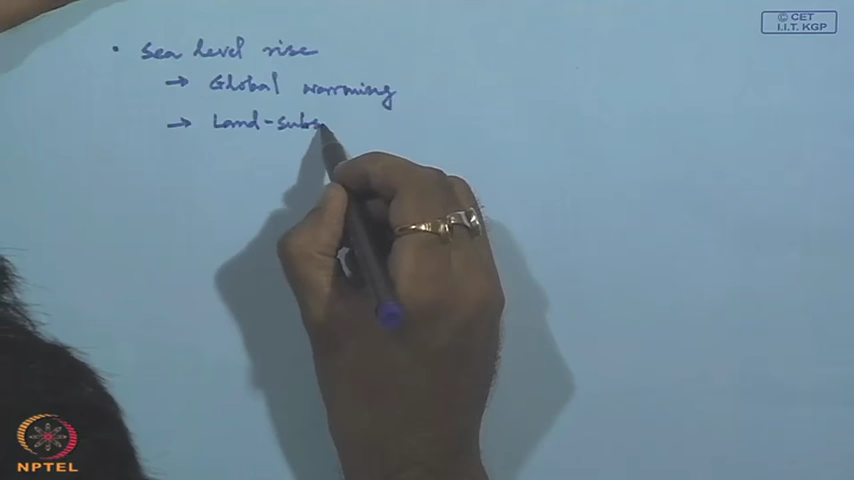 © CET
I.I.T. KGP
• Sea level rise
→ Global warming
→ Land-subs
NPTEL